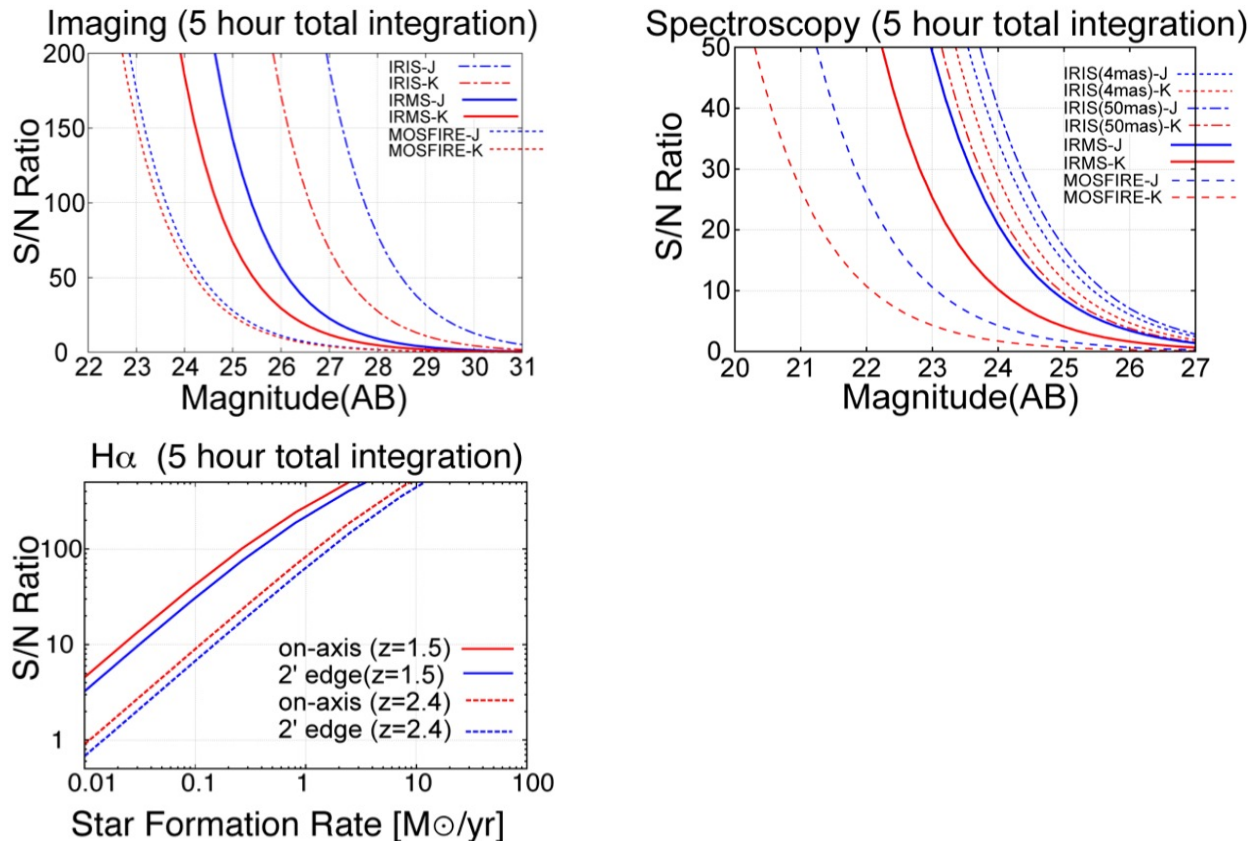 Imaging (5 hour total integration)
200
150
100
50
0
S/N Ratio
IRIS-J
IRIS-K
IRMS-J
IRMS-K
MOSFIRE-J
MOSFIRE-K
22 23 24 25 26 27 28 29 30 31
Magnitude(AB)
Spectroscopy (5 hour total integration)
50
40
30
20
10
0
S/N Ratio
IRIS(4mas)-J
IRIS(4mas)-K
IRIS(50mas)-J
IRIS(50mas)-K
IRMS-J
IRMS-K
MOSFIRE-J
MOSFIRE-K
20 21 22 23 24 25 26 27
Magnitude(AB)
Hα (5 hour total integration)
100
10
1
S/N Ratio
on-axis (z=1.5)
2' edge(z=1.5)
on-axis (z=2.4)
2' edge (z=2.4)
0.01 0.1 1 10 100
Star Formation Rate [M⊙/yr]